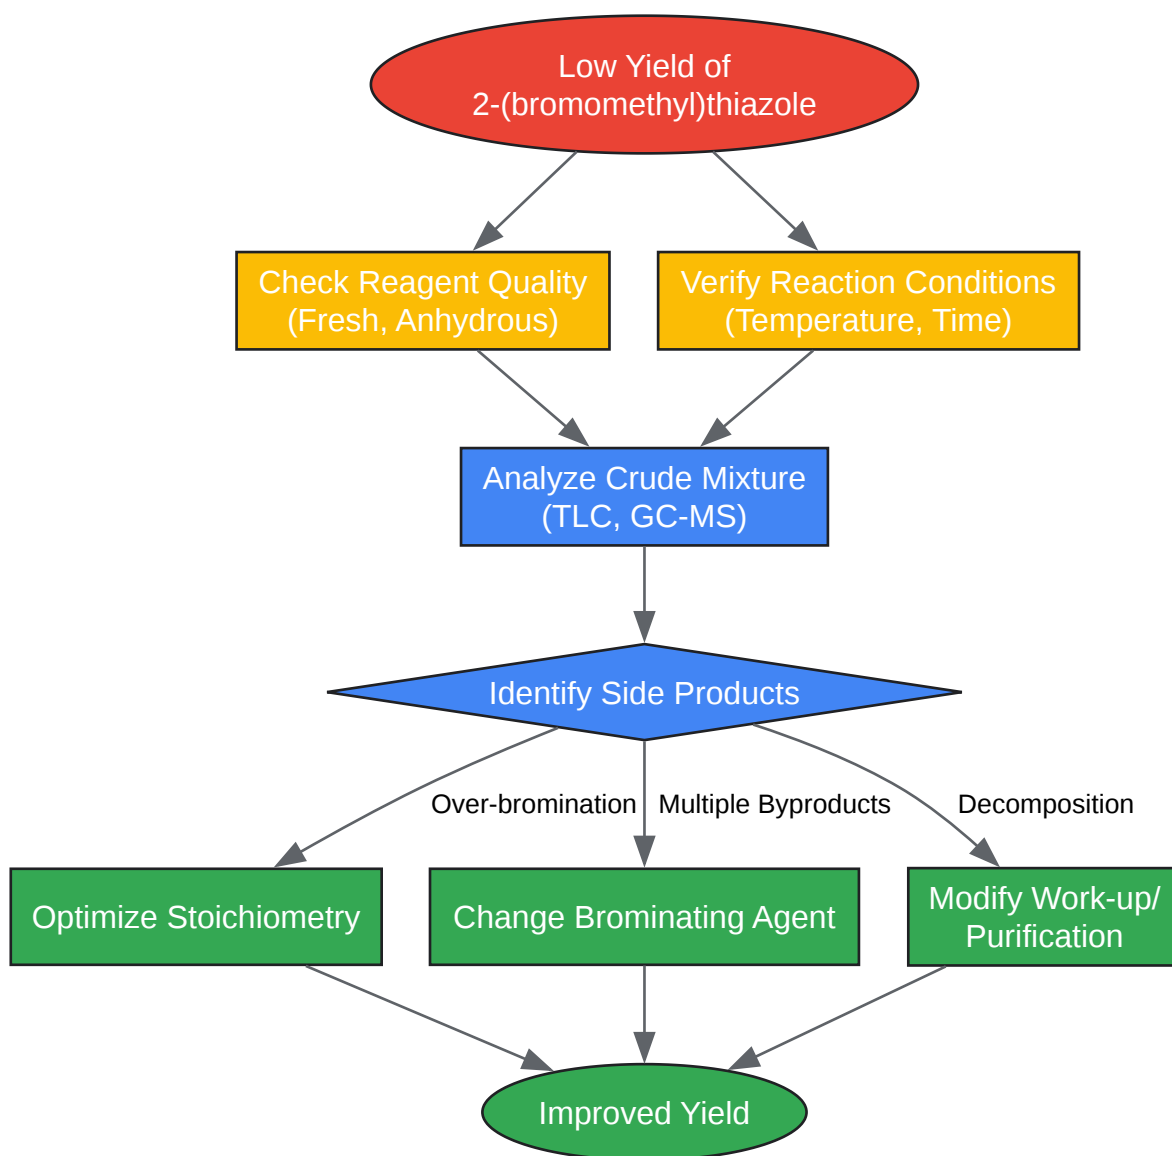 Low Yield of
2-(bromomethyl)thiazole
Check Reagent Quality
(Fresh, Anhydrous)
Verify Reaction Conditions
(Temperature, Time)
Analyze Crude Mixture
(TLC, GC-MS)
Identify Side Products
Over-bromination
Multiple Byproducts
Decomposition
Optimize Stoichiometry
Change Brominating Agent
Modify Work-up/
Purification
Improved Yield